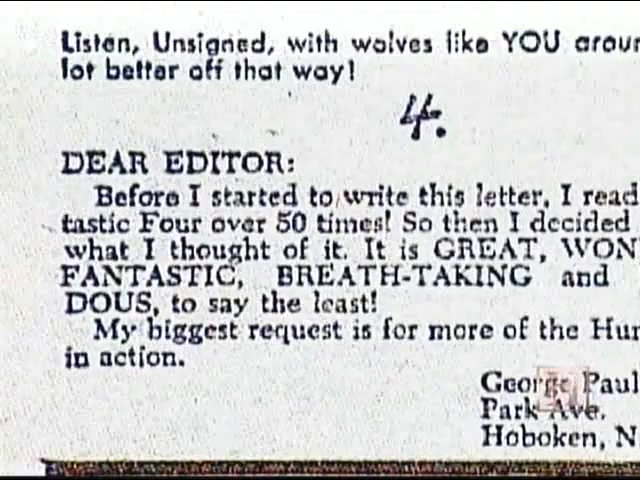 Listen, Unsigned, with wolves like YOU aroun
lot better off that way!
4.
DEAR EDITOR:
Before I started to write this letter, I read
tastic Four over 50 times! So then I decided
what I thought of it. It is GREAT, WON
FANTASTIC, BREATH-TAKING and
DOUS, to say the least!
My biggest request is for more of the Hu
in action.
George Paul
Park Ave.
Hoboken, N